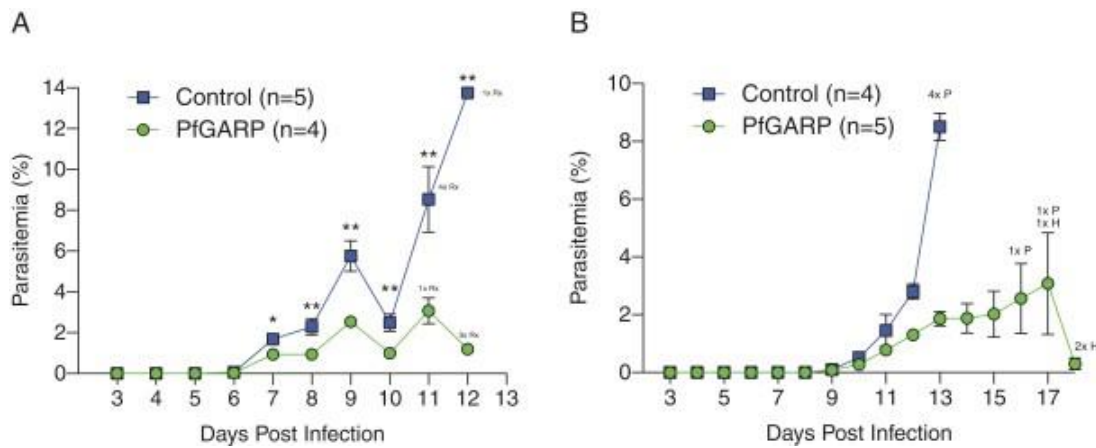 A
Parasitemia (%)
14
12
10
8
6
4
2
0
Control (n=5)
PfGARP (n=4)
*
**
**
**
**
**
1x Rx
4x Rx
1x Rx
3x Rx
3 4 5 6 7 8 9 10 11 12 13
Days Post Infection
B
Parasitemia (%)
10
8
6
4
2
0
Control (n=4)
PfGARP (n=5)
4x P
1x P
1x P
1x H
2x H
3 5 7 9 11 13 15 17
Days Post Infection